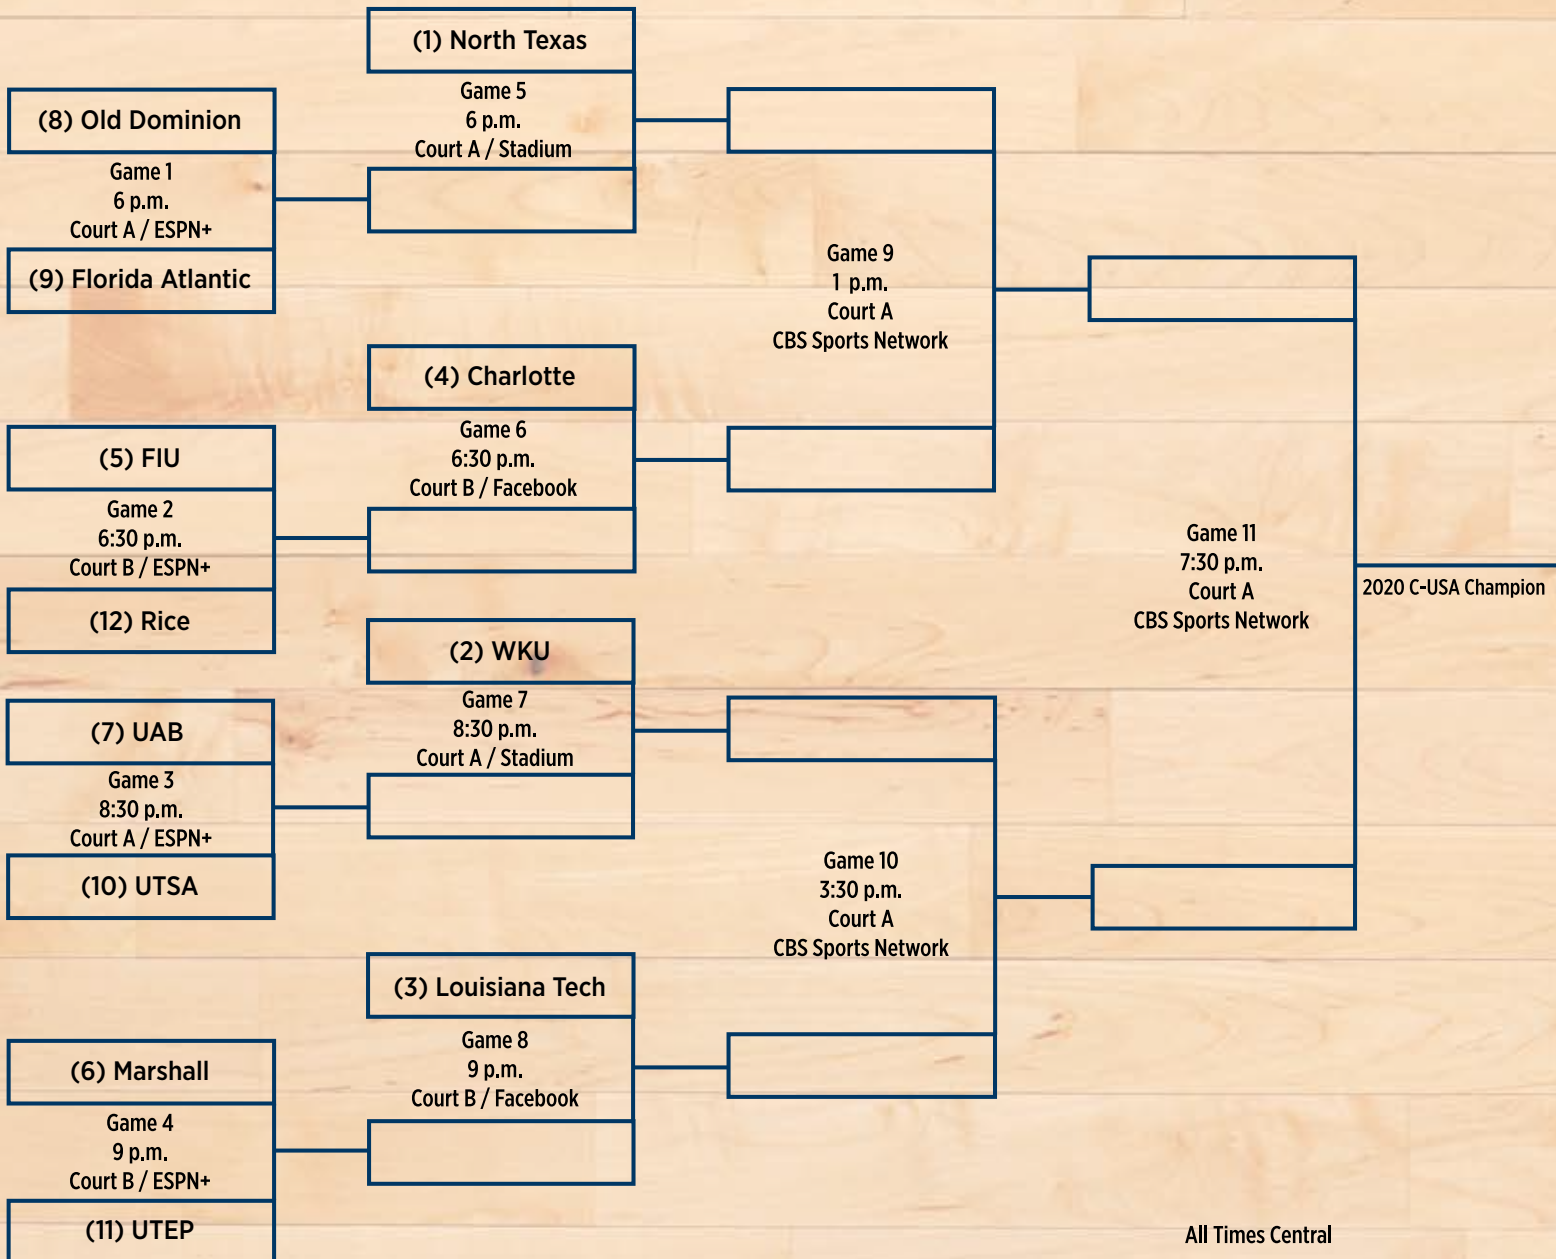 (1) North Texas
Game 5
6 p.m.
Court A / Stadium
(8) Old Dominion
Game 1
6 p.m.
Court A / ESPN+
(9) Florida Atlantic
Game 9
1 p.m.
Court A
CBS Sports Network
(4) Charlotte
Game 6
6:30 p.m.
Court B / Facebook
(5) FIU
Game 2
6:30 p.m.
Court B / ESPN+
(12) Rice
Game 11
7:30 p.m.
Court A
CBS Sports Network
2020 C-USA Champion
(2) WKU
Game 7
8:30 p.m.
Court A / Stadium
(7) UAB
Game 3
8:30 p.m.
Court A / ESPN+
(10) UTSA
Game 10
3:30 p.m.
Court A
CBS Sports Network
(3) Louisiana Tech
Game 8
9 p.m.
Court B / Facebook
(6) Marshall
Game 4
9 p.m.
Court B / ESPN+
(11) UTEP
All Times Central